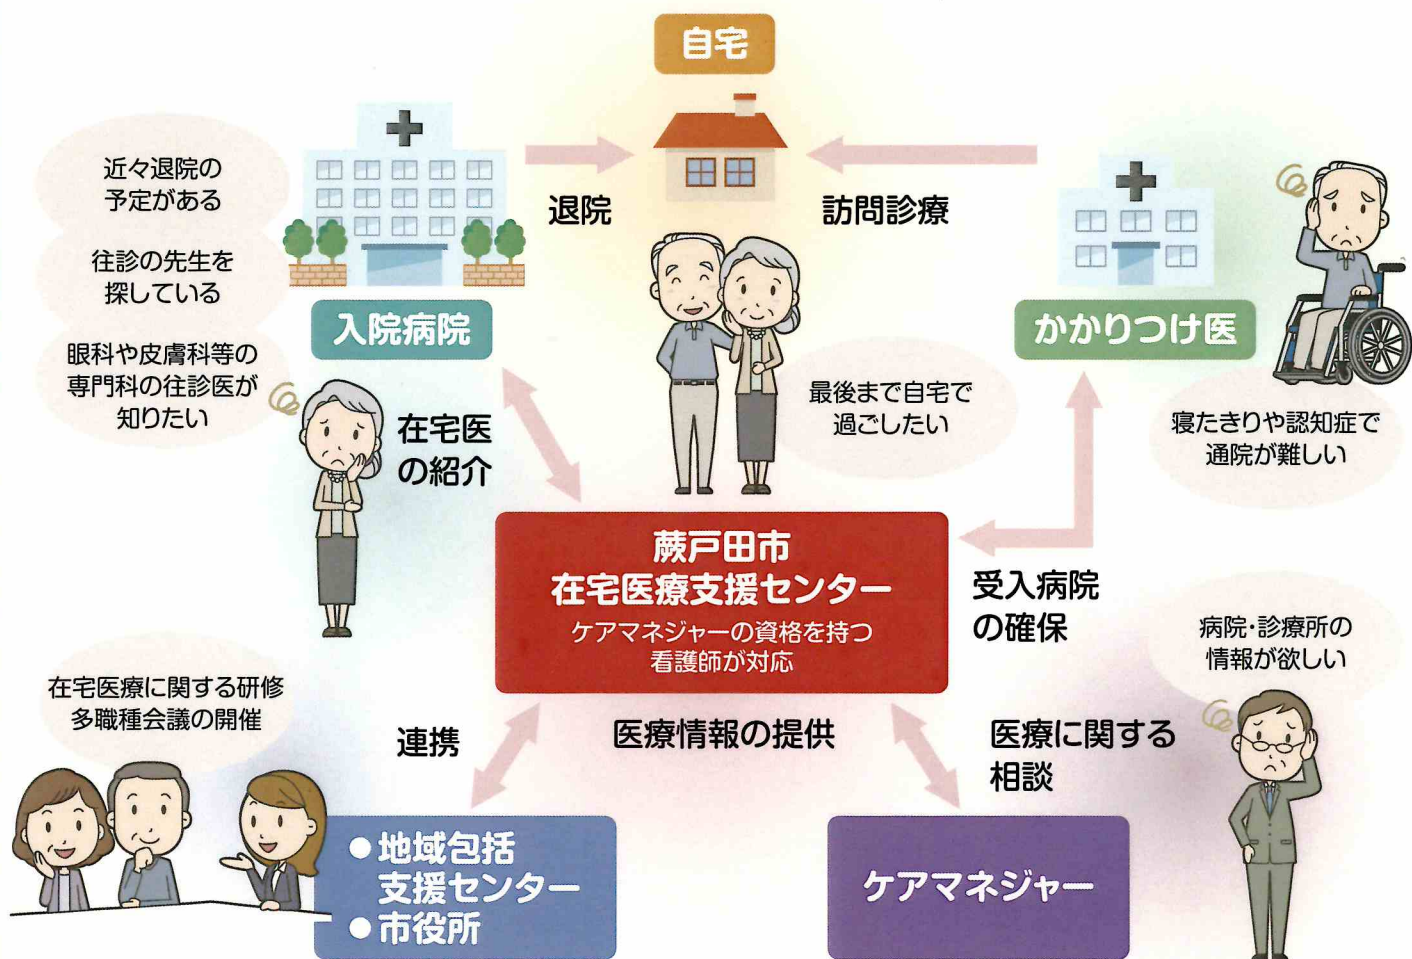 自宅
近々退院の
予定がある
往診の先生を
探している
眼科や皮膚科等の
専門科の往診医が
知りたい
退院
訪問診療
入院病院
かかりつけ医
在宅医
の紹介
最後まで自宅で
過ごしたい
寝たきりや認知症で
通院が難しい
蕨戸田市
在宅医療支援センター
ケアマネジャーの資格を持つ
看護師が対応
受入病院
の確保
病院・診療所の
情報が欲しい
在宅医療に関する研修
多職種会議の開催
連携
医療情報の提供
医療に関する
相談
●地域包括
支援センター
●市役所
ケアマネジャー